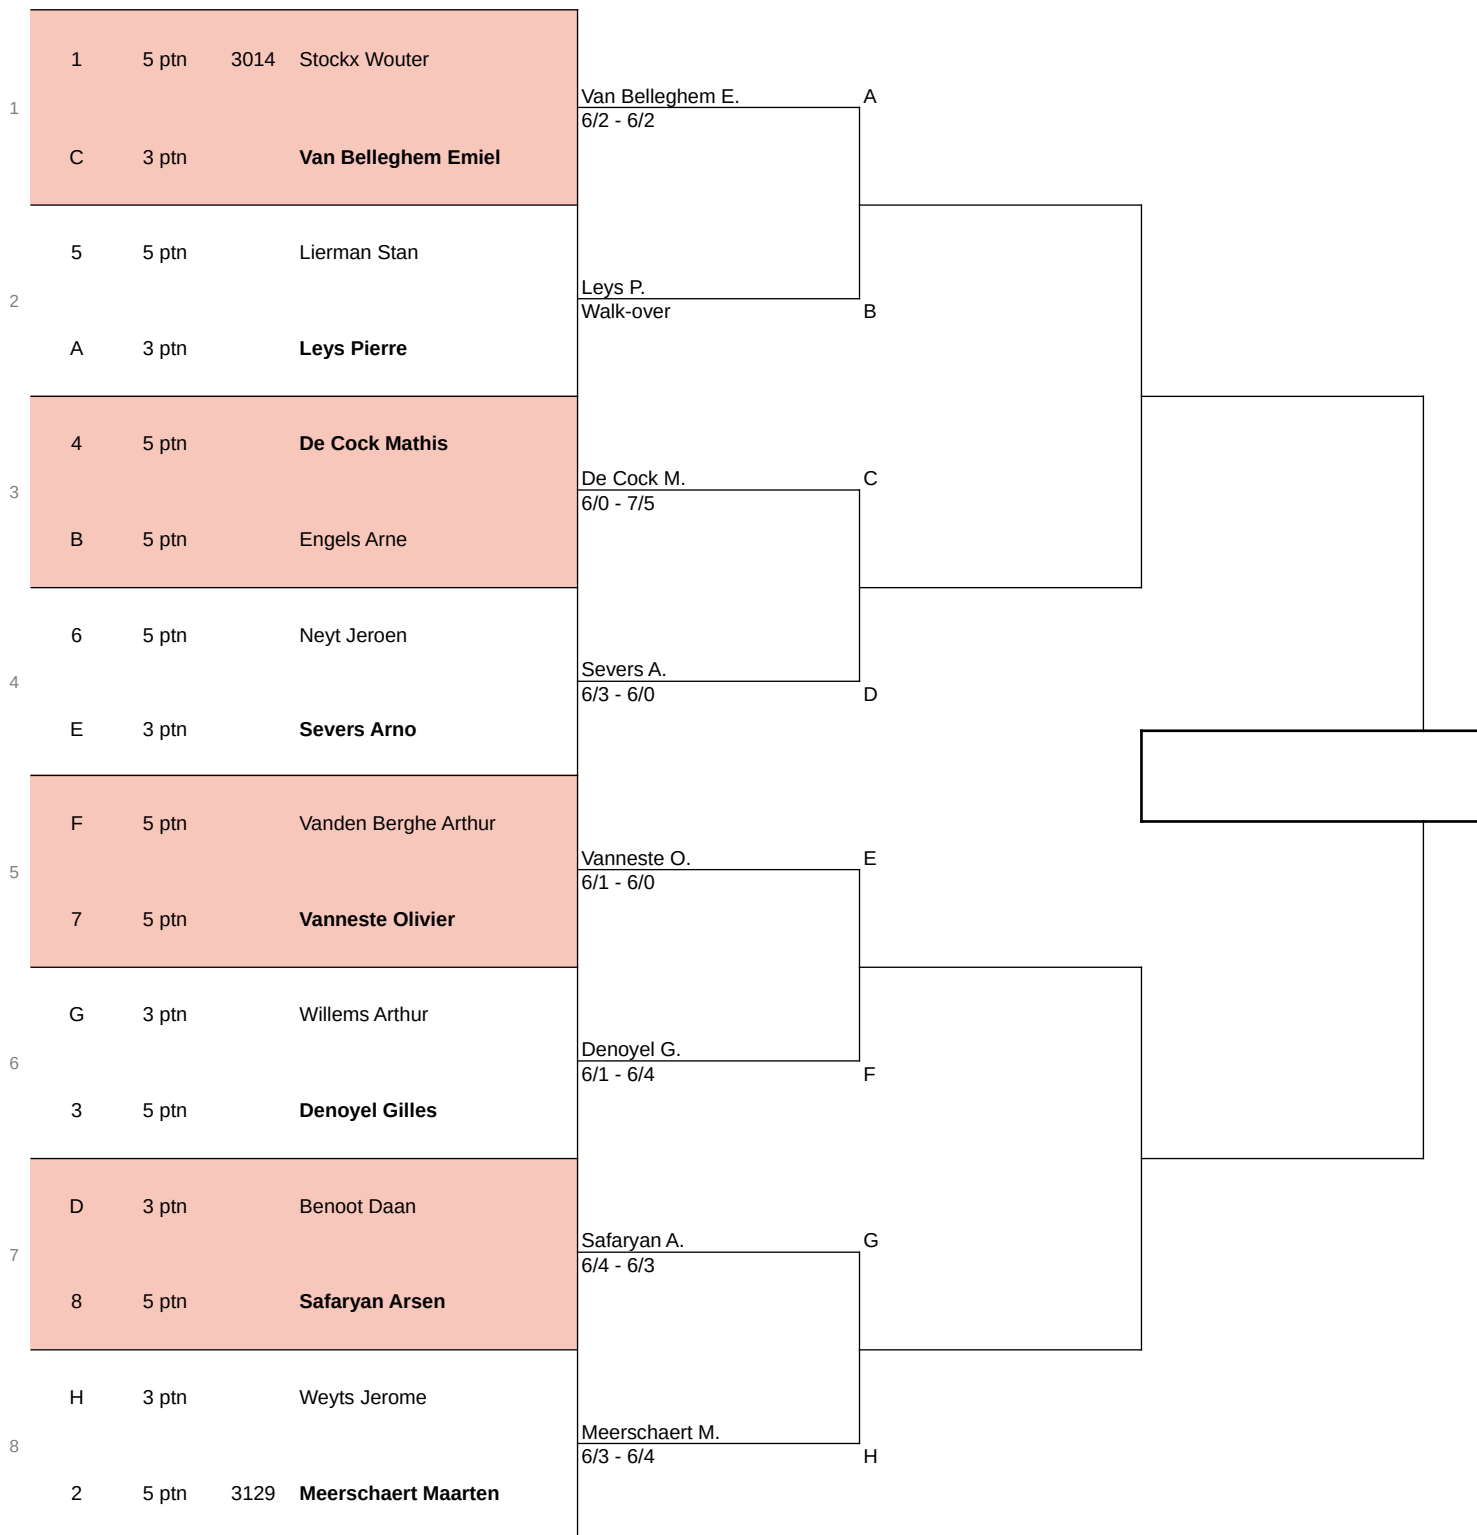 1 5 ptn 3014 Stockx Wouter
Van Belleghem E. A
1
6/2 - 6/2
C 3 ptn Van Belleghem Emiel
5 5 ptn Lierman Stan
Leys P.
2
Walk-over B
A 3 ptn Leys Pierre
4 5 ptn De Cock Mathis
De Cock M. C
3
6/0 - 7/5
B 5 ptn Engels Arne
6 5 ptn Neyt Jeroen
Severs A.
4
6/3 - 6/0 D
E 3 ptn Severs Arno
F 5 ptn Vanden Berghe Arthur
Vanneste O. E
5
6/1 - 6/0
7 5 ptn Vanneste Olivier
G 3 ptn Willems Arthur
Denoyel G.
6
6/1 - 6/4 F
3 5 ptn Denoyel Gilles
D 3 ptn Benoot Daan
Safaryan A. G
7
6/4 - 6/3
8 5 ptn Safaryan Arsen
H 3 ptn Weyts Jerome
Meerschaert M.
8
6/3 - 6/4 H
2 5 ptn 3129 Meerschaert Maarten